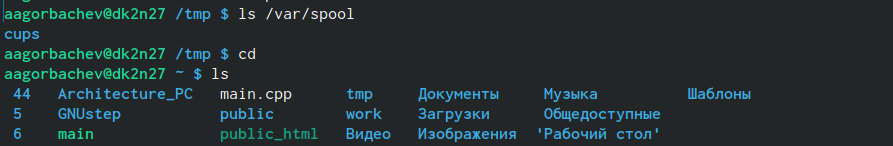 aagorbachev@dk2n27 /tmp $ ls /var/spool
cups
aagorbachev@dk2n27 /tmp $ cd
aagorbachev@dk2n27 ~ $ ls
44 Architecture_PC main.cpp tmp Документы Музыка Шаблоны
5 GNUstep public work Загрузки Общедоступные
6 main public_html Видео Изображения 'Рабочий стол'